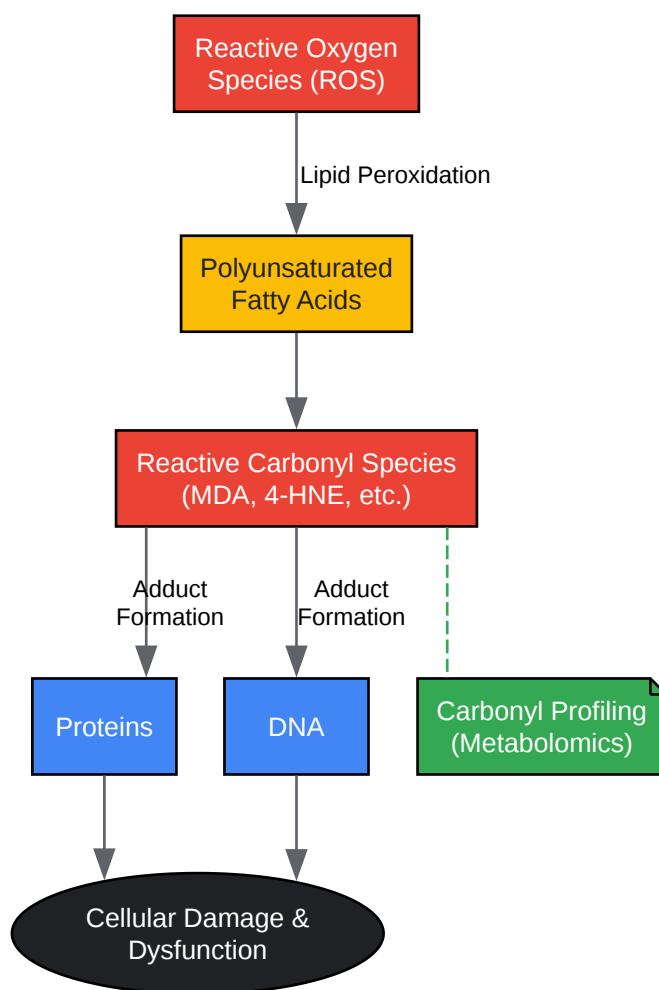 Reactive Oxygen
Species (ROS)
Lipid Peroxidation
Polyunsaturated
Fatty Acids
Reactive Carbonyl Species
(MDA, 4-HNE, etc.)
Adduct
Formation
Adduct
Formation
Proteins
DNA
Carbonyl Profiling
(Metabolomics)
Cellular Damage &
Dysfunction